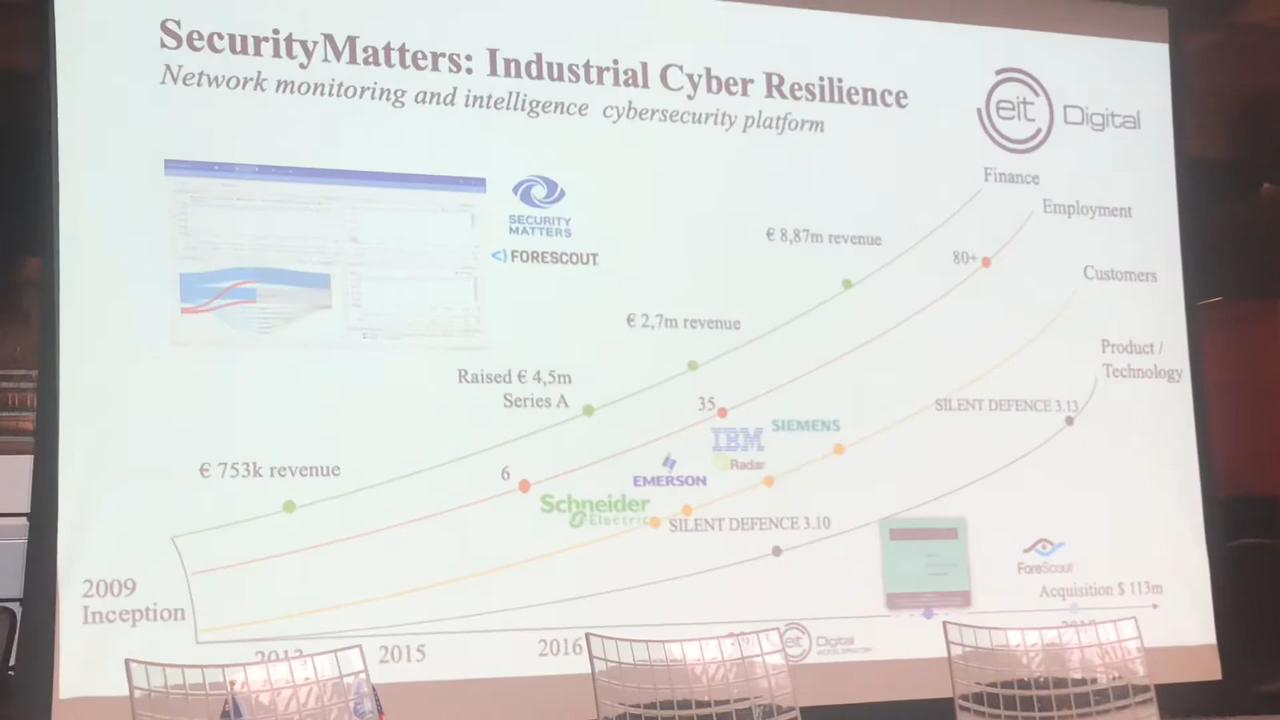 SecurityMatters: Industrial Cyber Resilience
Network monitoring and intelligence cybersecurity platform
eit Digital
SECURITY
MATTERS
<) FORESCOUT
Finance
Employment
Customers
Product /
Technology
€ 8,87m revenue
80+
€ 2,7m revenue
Raised € 4,5m
Series A
35
SILENT DEFENCE 3.13
SIEMENS
IBM
Radar
€ 753k revenue
6
EMERSON
Schneider
Electric
SILENT DEFENCE 3.10
ForeScout
Acquisition $ 113m
2009
Inception
2015
2016
eit Digital